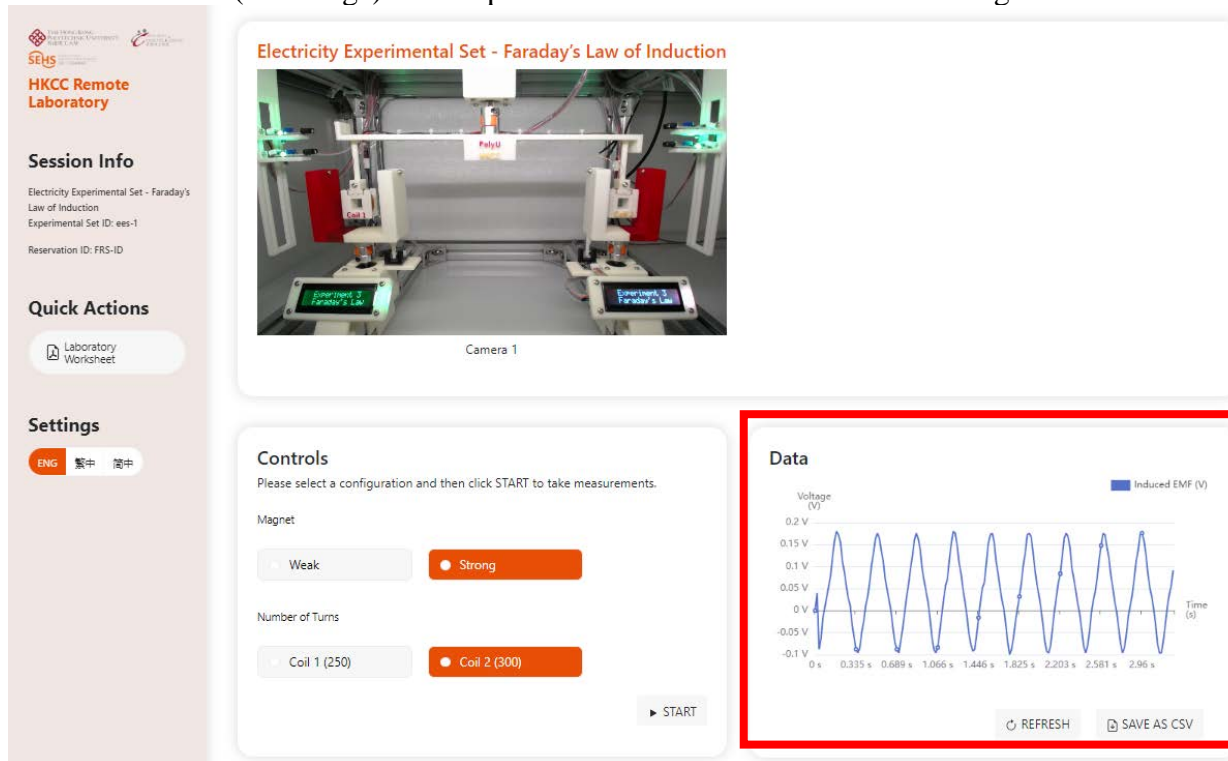 Electricity Experimental Set - Faraday's Law of Induction
SEHS
HKCC Remote
Laboratory
Session Info
Electricity Experimental Set - Faraday's
Law of Induction
Experimental Set ID: ees-1
Reservation ID: FRS-ID
Quick Actions
Laboratory
Worksheet
Settings
ENG 繁中 简中
PolyU
Coil 1
Experiment 3
Faraday's Law
Experiment 3
Faraday's Law
Camera 1
Controls
Please select a configuration and then click START to take measurements.
Magnet
Weak
Strong
Number of Turns
Coil 1 (250)
Coil 2 (300)
START
Data
Induced EMF (V)
Voltage
(V)
0.2 V
0.15 V
0.1 V
0.05 V
0 V
-0.05 V
-0.1 V
0 s 0.335 s 0.689 s 1.066 s 1.446 s 1.825 s 2.203 s 2.581 s 2.96 s
Time
(s)
REFRESH
SAVE AS CSV